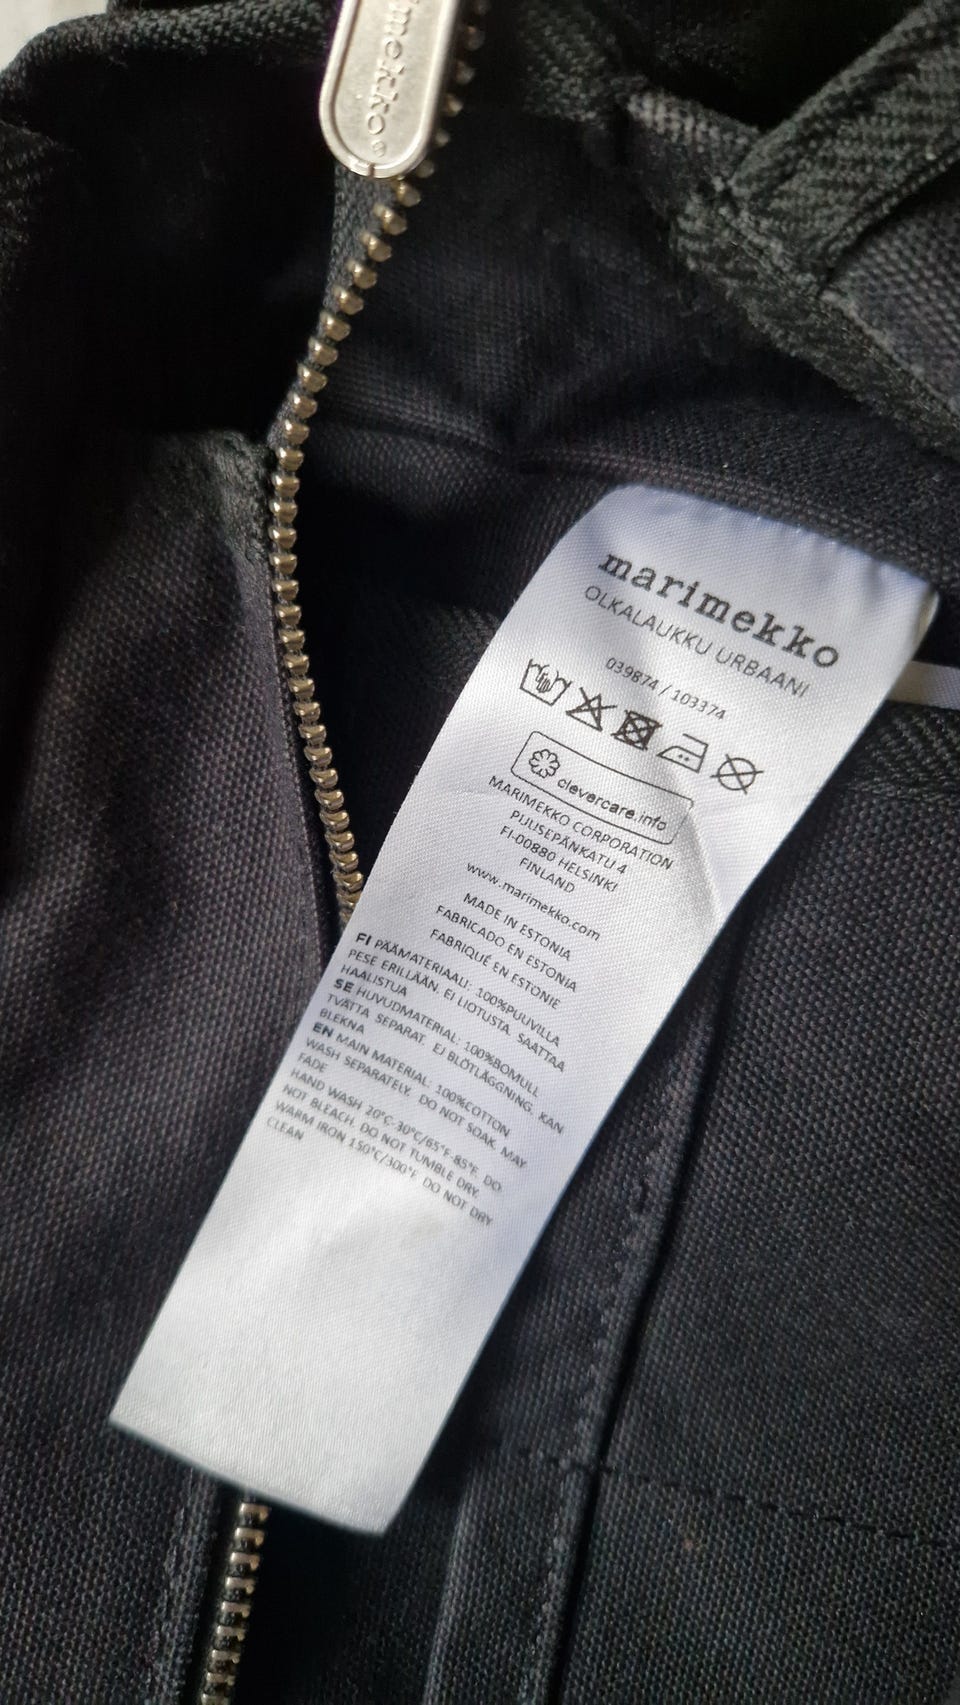 mekko®
marimekko
OLKALAUKKU URBAANI
039874 / 103374
clevercare.info
MARIMEKKO CORPORATION
PUUSEPÄNKATU 4
FI-00880 HELSINKI
FINLAND
www.marimekko.com
MADE IN ESTONIA
FABRICADO EN ESTONIA
FABRIQUÉ EN ESTONIE
FI PÄÄMATERIAALI: 100%PUUVILLA
PESE ERILLÄÄN. EI LIOTUSTA. SAATTAA
HAALISTUA
SE HUVUDMATERIAL: 100%BOMULL
TVÄTTA SEPARAT. EJ BLÖTLÄGGNING. KAN
BLEKNA
EN MAIN MATERIAL: 100%COTTON
WASH SEPARATELY. DO NOT SOAK. MAY
FADE
HAND WASH 20°C-30°C/65°F-85°F. DO
NOT BLEACH. DO NOT TUMBLE DRY.
WARM IRON 150°C/300°F. DO NOT DRY
CLEAN